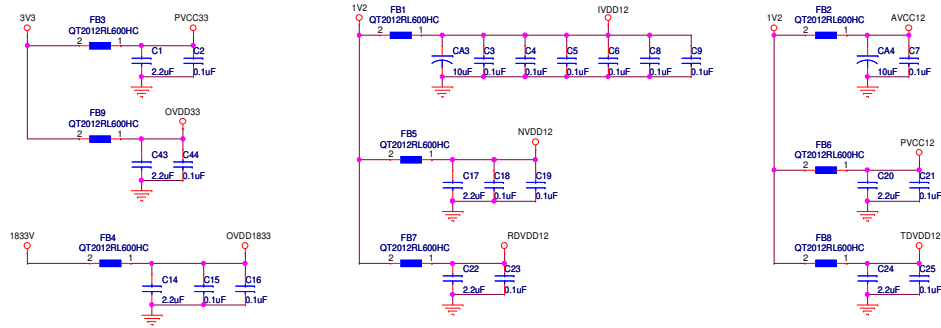 3V3
FB3
QT2012RL600HC
2
1
PVCC33
C1
2.2uF
C2
0.1uF
FB9
QT2012RL600HC
2
1
OVDD33
C43
2.2uF
C44
0.1uF
1833V
FB4
QT2012RL600HC
2
1
OVDD1833
C14
2.2uF
C15
0.1uF
C16
0.1uF
1V2
FB1
QT2012RL600HC
2
1
IVDD12
CA3
10uF
C3
0.1uF
C4
0.1uF
C5
0.1uF
C6
0.1uF
C8
0.1uF
C9
0.1uF
FB5
QT2012RL600HC
2
1
NVDD12
C17
2.2uF
C18
0.1uF
C19
0.1uF
FB7
QT2012RL600HC
2
1
RDVDD12
C22
2.2uF
C23
0.1uF
1V2
FB2
QT2012RL600HC
2
1
AVCC12
CA4
10uF
C7
0.1uF
FB6
QT2012RL600HC
2
1
PVCC12
C20
2.2uF
C21
0.1uF
FB8
QT2012RL600HC
2
1
TDVDD12
C24
2.2uF
C25
0.1uF